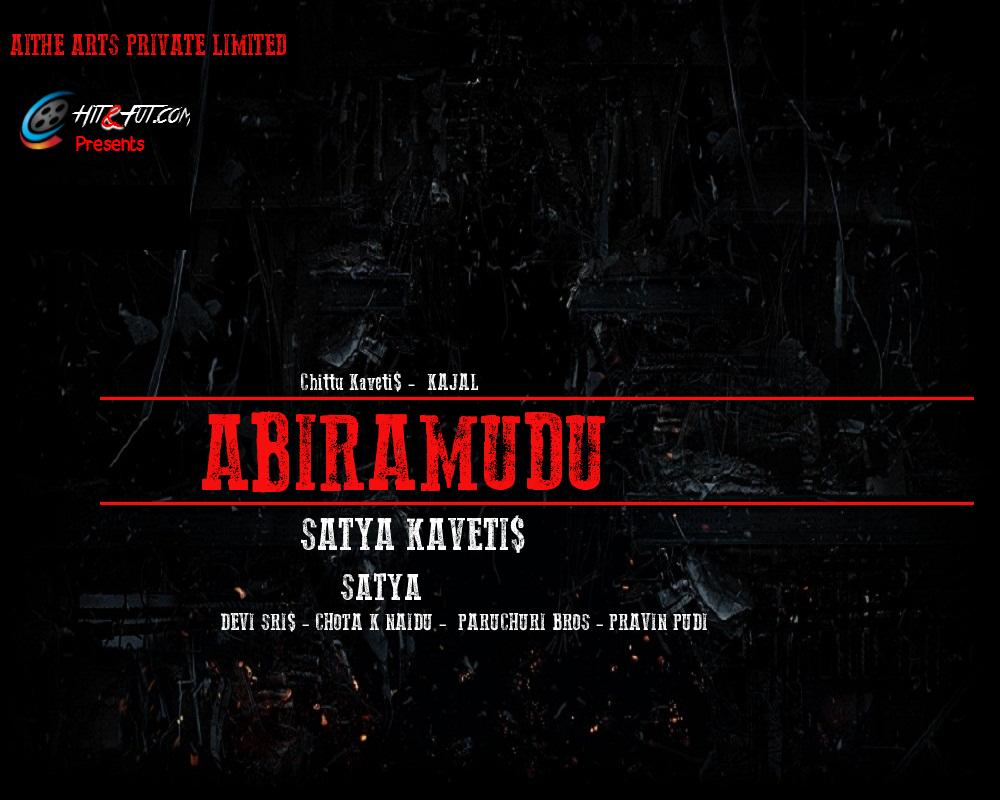 AITHE ARTS PRIVATE LIMITED
HIT&FUT.COM
Presents
Chittu Kaveti$ - KAJAL
ABIRAMUDU
SATYA KAVETI$
SATYA
DEVI SRI$ - CHOTA K NAIDU - PARUCHURI BROS - PRAVIN PUDI